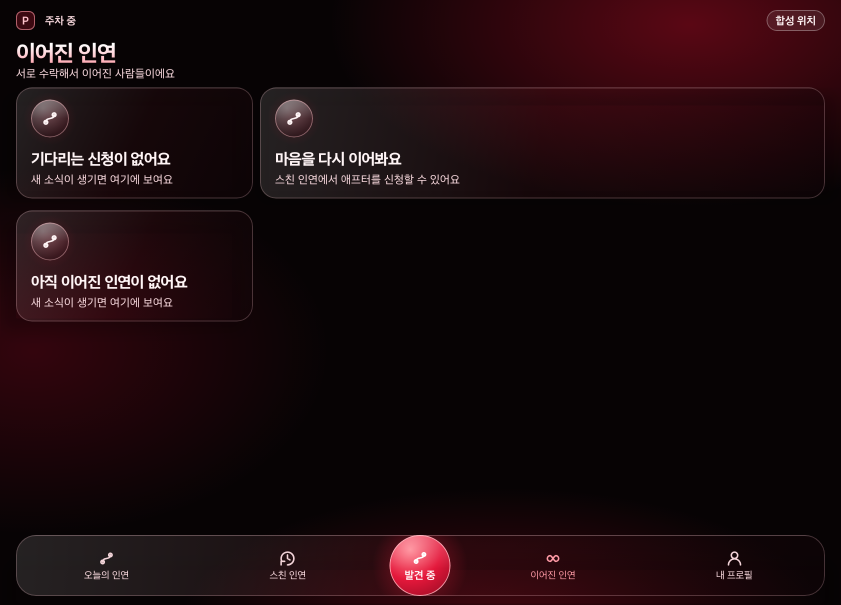 P 주차 중
합성 위치
이어진 인연
서로 수락해서 이어진 사람들이에요
기다리는 신청이 없어요
새 소식이 생기면 여기에 보여요
마음을 다시 이어봐요
스친 인연에서 애프터를 신청할 수 있어요
아직 이어진 인연이 없어요
새 소식이 생기면 여기에 보여요
오늘의 인연
스친 인연
발견 중
이어진 인연
내 프로필